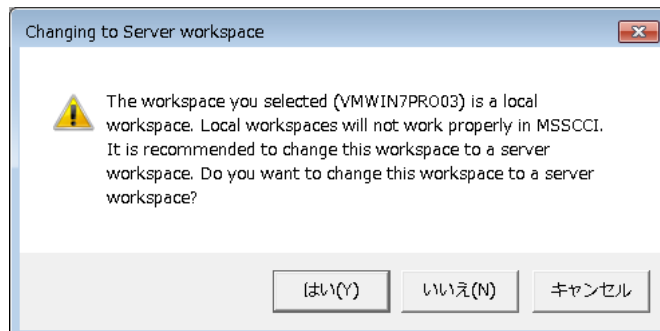 Changing to Server workspace
The workspace you selected (VMWIN7PRO03) is a local
workspace. Local workspaces will not work properly in MSSCCI.
It is recommended to change this workspace to a server
workspace. Do you want to change this workspace to a server
workspace?
はい(Y)
いいえ(N)
キャンセル